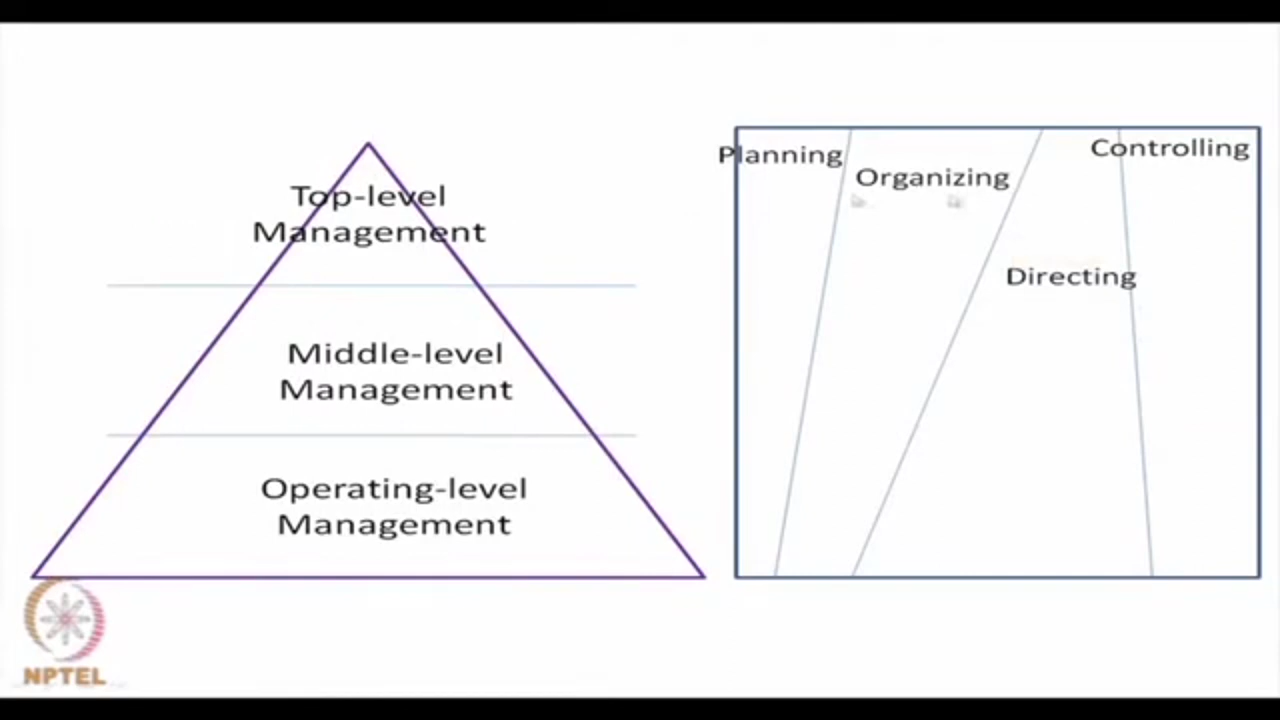 Top-level
Management
Middle-level
Management
Operating-level
Management
Planning
Organizing
Controlling
Directing
NPTEL